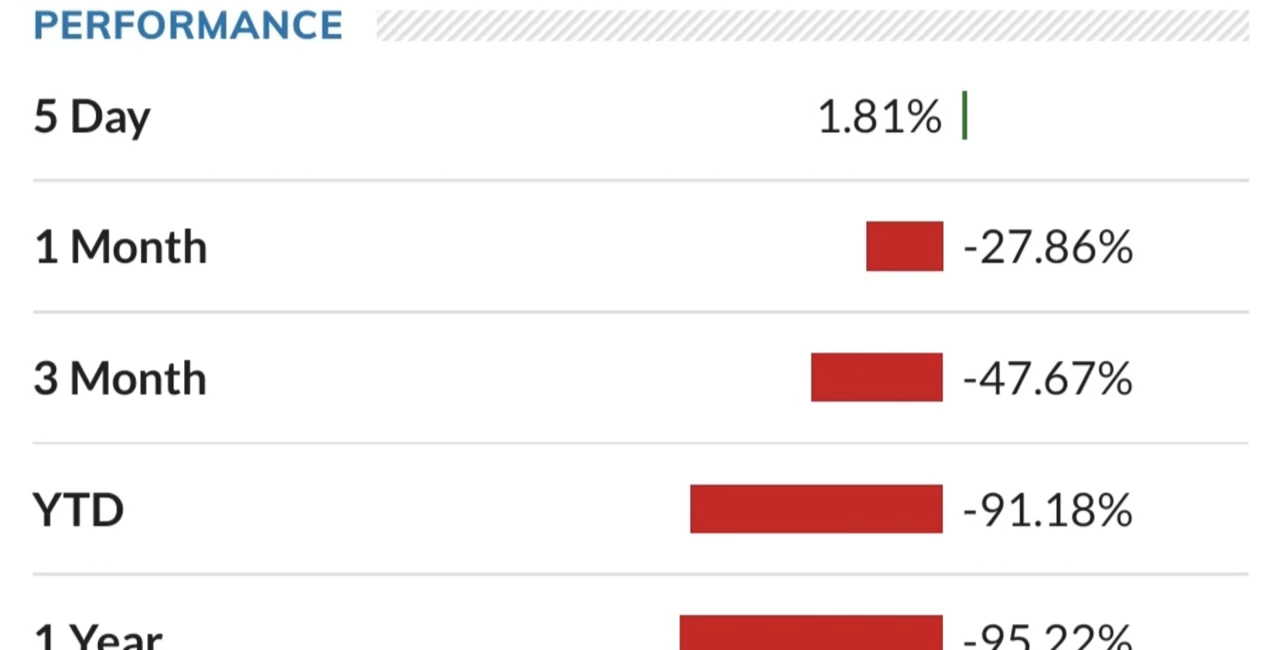 PERFORMANCE
5 Day 1.81%
1 Month -27.86%
3 Month -47.67%
YTD -91.18%
1 Year -95.22%